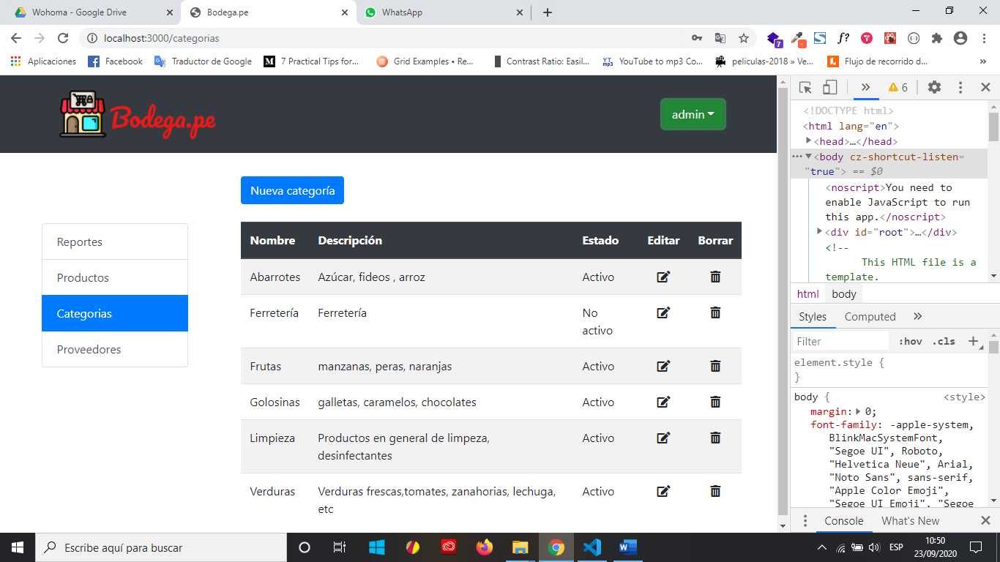 Wohoma - Google Drive
Bodega.pe
WhatsApp
localhost:3000/categorias
7
f?
Aplicaciones
Facebook
Traductor de Google
7 Practical Tips for...
Grid Examples • Re...
Contrast Ratio: Easil...
YouTube to mp3 Co...
peliculas-2018 » Ve...
Flujo de recorrido d...
»
Bodega.pe
admin
Nueva categoría
Reportes
Productos
Categorias
Proveedores
Nombre Descripción Estado Editar Borrar
Abarrotes Azúcar, fideos , arroz Activo
Ferretería Ferretería No activo
Frutas manzanas, peras, naranjas Activo
Golosinas galletas, caramelos, chocolates Activo
Limpieza Productos en general de limpeza, desinfectantes Activo
Verduras Verduras frescas,tomates, zanahorias, lechuga, etc Activo
» 6
<!DOCTYPE html>
<html lang="en">
<head>…</head>
<body cz-shortcut-listen=
"true"> == $0
<noscript>You need to
enable JavaScript to run
this app.</noscript>
<div id="root">…</div>
<!--
This HTML file is a
template.
html body
Styles Computed »
Filter :hov .cls +
element.style {
}
body { <style>
margin: 0;
font-family: -apple-system,
BlinkMacSystemFont,
"Segoe UI", Roboto,
"Helvetica Neue", Arial,
"Noto Sans", sans-serif,
"Apple Color Emoji",
"Segoe UI Emoji", "Segoe
Console What's New
Escribe aquí para buscar
ESP
10:50
23/09/2020